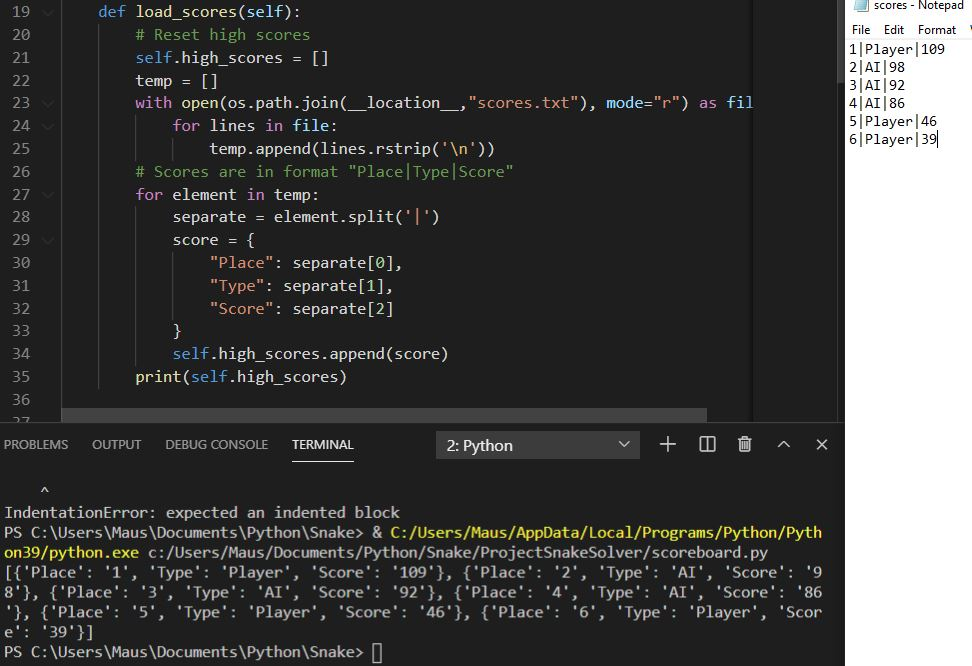 19 def load_scores(self):
20 # Reset high scores
21 self.high_scores = []
22 temp = []
23 with open(os.path.join(__location__,"scores.txt"), mode="r") as fil
24 for lines in file:
25 temp.append(lines.rstrip('\n'))
26 # Scores are in format "Place|Type|Score"
27 for element in temp:
28 separate = element.split('|')
29 score = {
30 "Place": separate[0],
31 "Type": separate[1],
32 "Score": separate[2]
33 }
34 self.high_scores.append(score)
35 print(self.high_scores)
36
37
scores - Notepad
File Edit Format
1|Player|109
2|AI|98
3|AI|92
4|AI|86
5|Player|46
6|Player|39
PROBLEMS OUTPUT DEBUG CONSOLE TERMINAL 2: Python
^
IndentationError: expected an indented block
PS C:\Users\Maus\Documents\Python\Snake> & C:/Users/Maus/AppData/Local/Programs/Python/Pyth
on39/python.exe c:/Users/Maus/Documents/Python/Snake/ProjectSnakeSolver/scoreboard.py
[{'Place': '1', 'Type': 'Player', 'Score': '109'}, {'Place': '2', 'Type': 'AI', 'Score': '9
8'}, {'Place': '3', 'Type': 'AI', 'Score': '92'}, {'Place': '4', 'Type': 'AI', 'Score': '86
'}, {'Place': '5', 'Type': 'Player', 'Score': '46'}, {'Place': '6', 'Type': 'Player', 'Scor
e': '39'}]
PS C:\Users\Maus\Documents\Python\Snake>